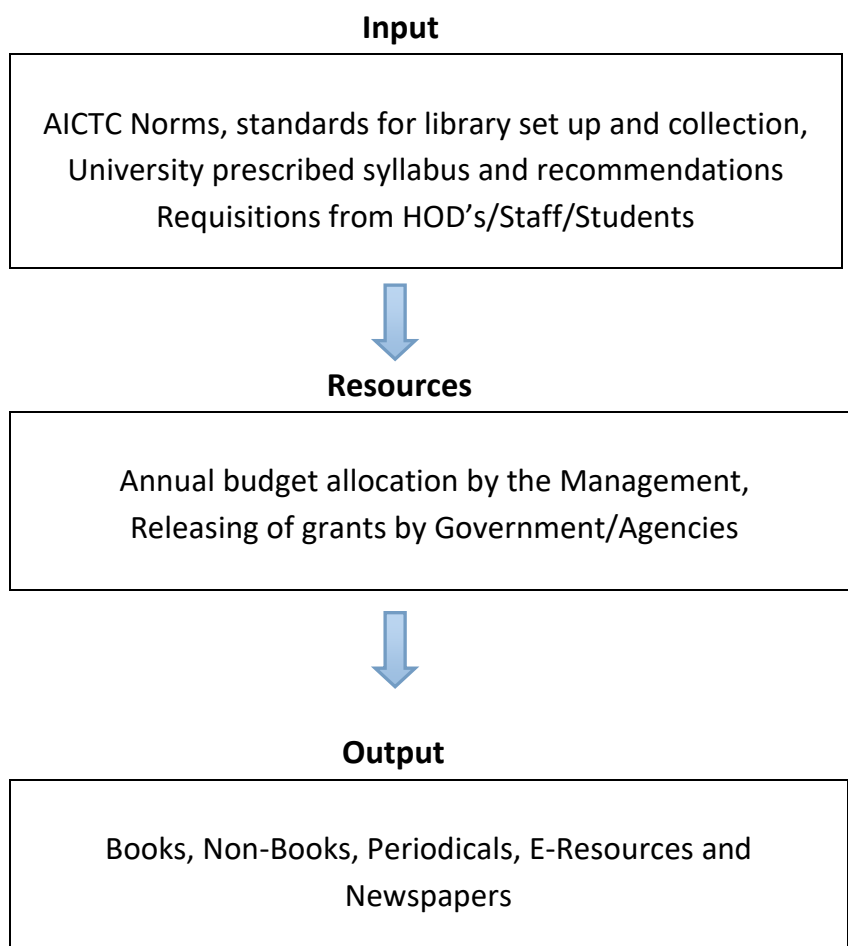 Input
AICTC Norms, standards for library set up and collection,
University prescribed syllabus and recommendations
Requisitions from HOD’s/Staff/Students
Resources
Annual budget allocation by the Management,
Releasing of grants by Government/Agencies
Output
Books, Non-Books, Periodicals, E-Resources and
Newspapers